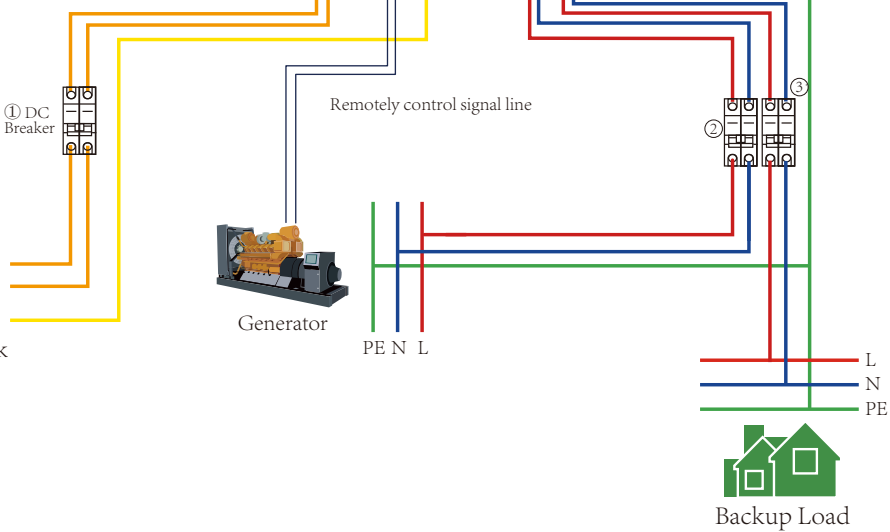 ③
① DC
Breaker
Remotely control signal line
②
Generator
PE N L
k
L
N
PE
Backup Load